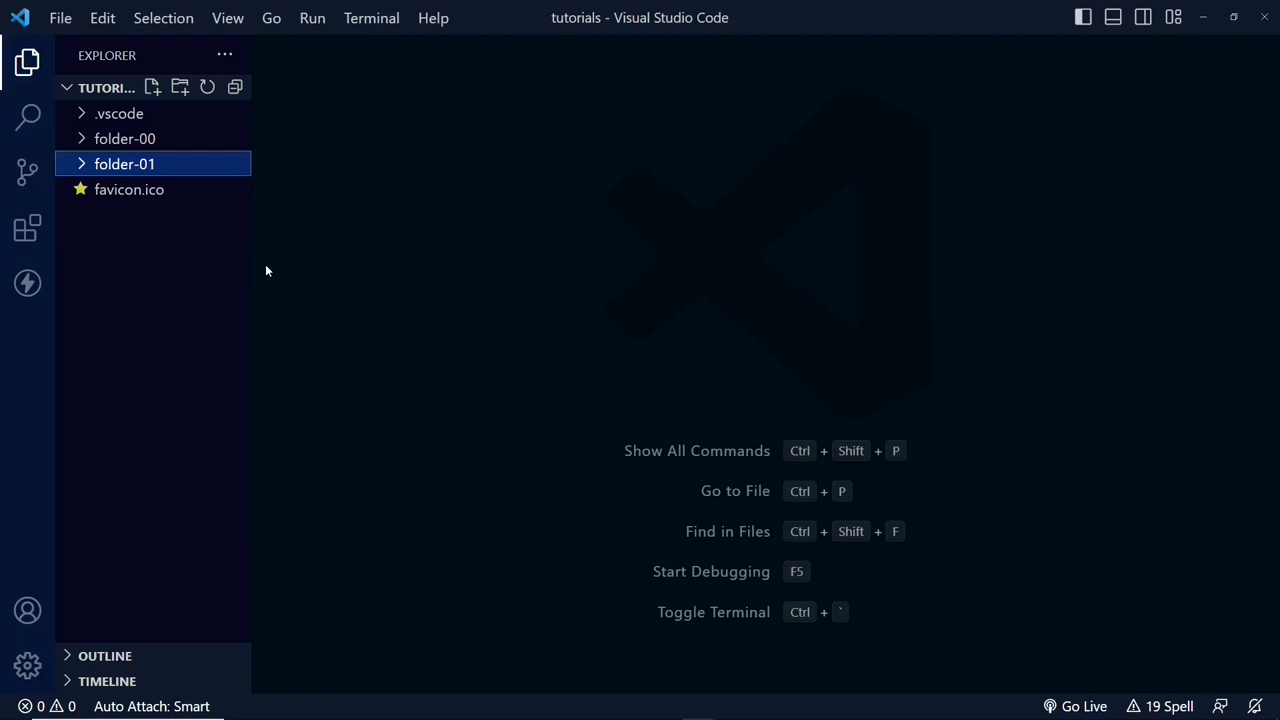 File Edit Selection View Go Run Terminal Help tutorials - Visual Studio Code
EXPLORER ...
TUTORI...
.vscode
folder-00
folder-01
favicon.ico
Show All Commands Ctrl + Shift + P
Go to File Ctrl + P
Find in Files Ctrl + Shift + F
Start Debugging F5
Toggle Terminal Ctrl + `
OUTLINE
TIMELINE
0 0 Auto Attach: Smart Go Live 19 Spell